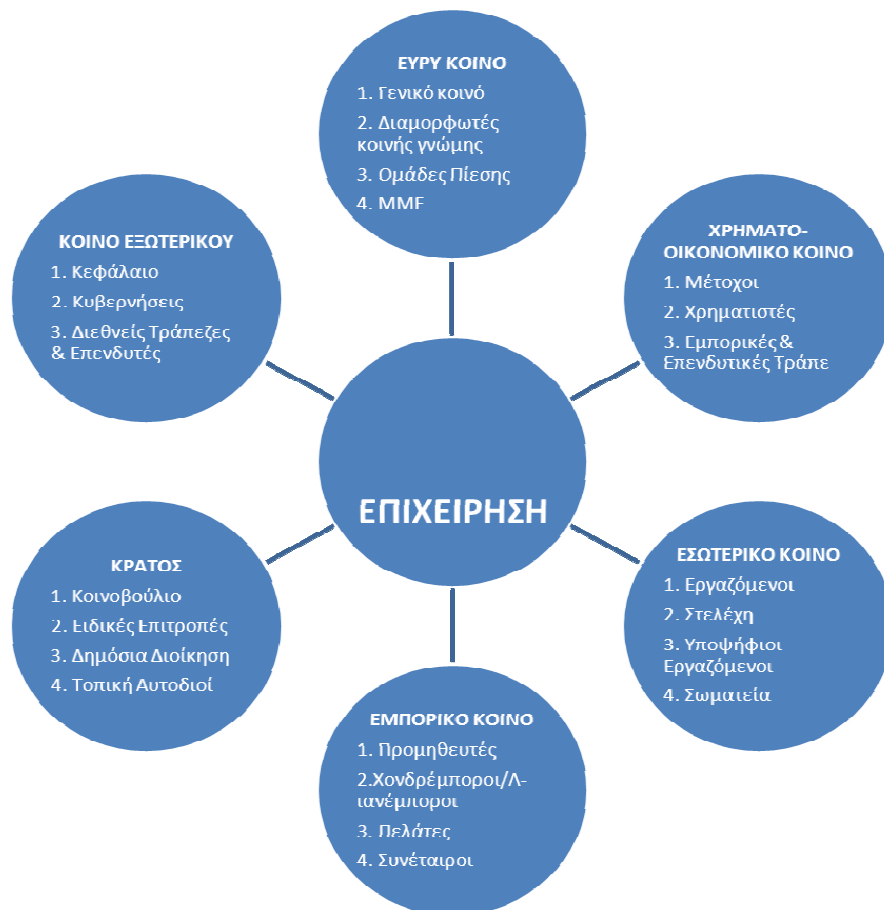 ΕΥΡΥ ΚΟΙΝΟ
1. Γενικό κοινό
2. Διαμορφωτές
κοινής γνώμης
3. Ομάδες Πίεσης
4. ΜΜΕ
ΧΡΗΜΑΤΟ-
ΟΙΚΟΝΟΜΙΚΟ ΚΟΙΝΟ
1. Μέτοχοι
2. Χρηματιστές
3. Εμπορικές &
Επενδυτικές Τράπε
ΕΣΩΤΕΡΙΚΟ ΚΟΙΝΟ
1. Εργαζόμενοι
2. Στελέχη
3. Υποψήφιοι
Εργαζόμενοι
4. Σωματεία
ΕΜΠΟΡΙΚΟ ΚΟΙΝΟ
1. Προμηθευτές
2.Χονδρέμποροι/Λ-
ιανέμποροι
3. Πελάτες
4. Συνέταιροι
ΚΡΑΤΟΣ
1. Κοινοβούλιο
2. Ειδικές Επιτροπές
3. Δημόσια Διοίκηση
4. Τοπική Αυτοδιοί
ΚΟΙΝΟ ΕΞΩΤΕΡΙΚΟΥ
1. Κεφάλαιο
2. Κυβερνήσεις
3. Διεθνείς Τράπεζες
& Επενδυτές
ΕΠΙΧΕΙΡΗΣΗ